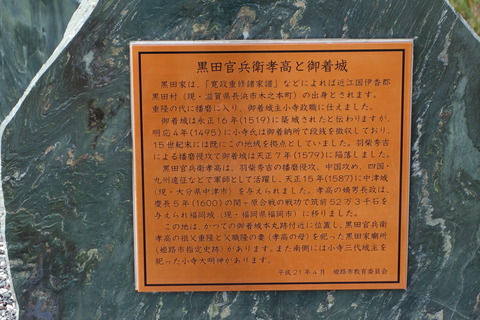 黒田官兵衛孝高と御着城
黒田家は、「寛政重修諸家譜」などによれば近江国伊香郡
黒田村（現・滋賀県長浜市木之本町）の出身とされます。
重隆の代に播磨に入り、御着城主小寺政職に仕えました。
御着城は永正16年(1519)に築城されたと伝わりますが、
明応4年(1495)に小寺氏は御着納所で段銭を徴収しており、
15世紀末には既にこの地域を拠点としていました。羽柴秀吉
による播磨侵攻で御着城は天正7年(1579)に陥落しました。
黒田官兵衛孝高は、羽柴秀吉の播磨侵攻、中国攻め、四国・
九州遠征などで軍師として活躍し、天正15年(1587)に中津城
（現・大分県中津市）を与えられました。孝高の嫡男長政は、
慶長5年(1600)の関ヶ原合戦の戦功で筑前52万3千石を
与えられ福岡城（現・福岡県福岡市）に移りました。
この地は、かつての御着城本丸跡付近に位置し、黒田官兵衛
孝高の祖父重隆と父職隆の妻（孝高の母）を祀った黒田家廟所
（姫路市指定史跡）があります。また南側には小寺三代城主を
祀った小寺大明神があります。
平成21年4月　姫路市教育委員会